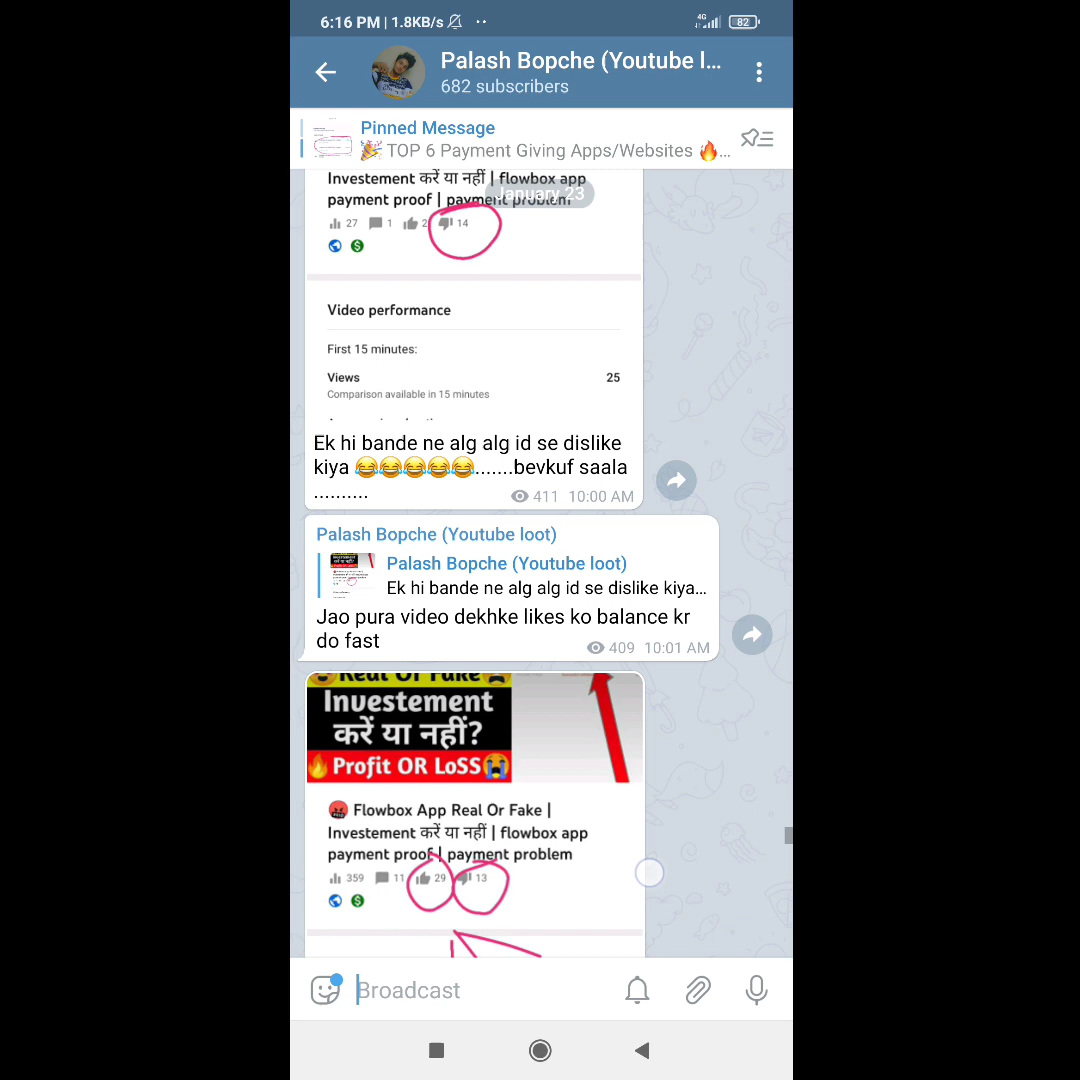 6:16 PM | 1.8KB/s
4G
82
Palash Bopche (Youtube l...
682 subscribers
Pinned Message
🎉 TOP 6 Payment Giving Apps/Websites 🔥...
January 23
Investement करें या नहीं | flowbox app
payment proof | payment problem
27 1 2 14
Video performance
First 15 minutes:
Views 25
Comparison available in 15 minutes
Ek hi bande ne alg alg id se dislike
kiya 😂😂😂😂😂.......bevkuf saala
..........
411 10:00 AM
Palash Bopche (Youtube loot)
Palash Bopche (Youtube loot)
Ek hi bande ne alg alg id se dislike kiya...
Jao pura video dekhke likes ko balance kr
do fast
409 10:01 AM
Real Or Fake
Investement
करें या नहीं?
🔥 Profit OR LoSS😭
🤬 Flowbox App Real Or Fake |
Investement करें या नहीं | flowbox app
payment proof | payment problem
359 11 29 13
Broadcast